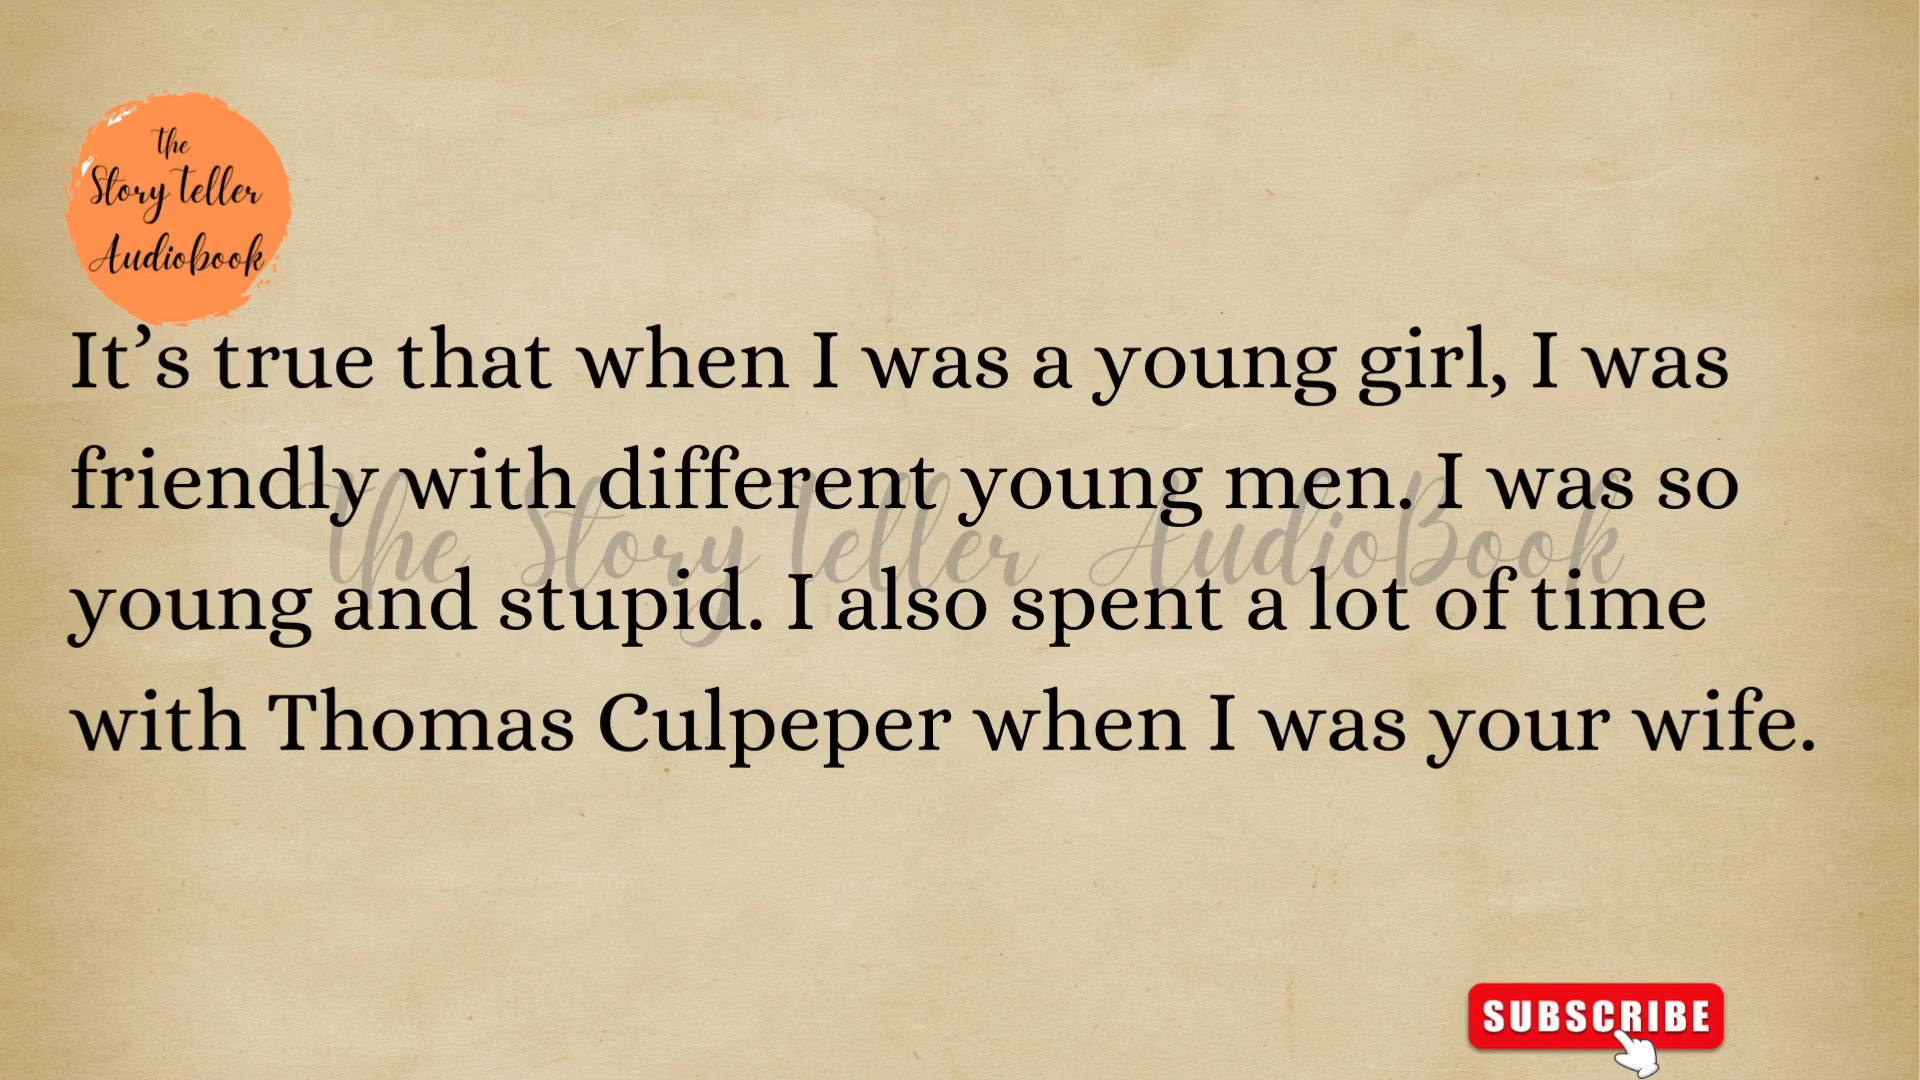 the
Story Teller
Audiobook
It’s true that when I was a young girl, I was
friendly with different young men. I was so
The Story Teller AudioBook
young and stupid. I also spent a lot of time
with Thomas Culpeper when I was your wife.
SUBSCRIBE